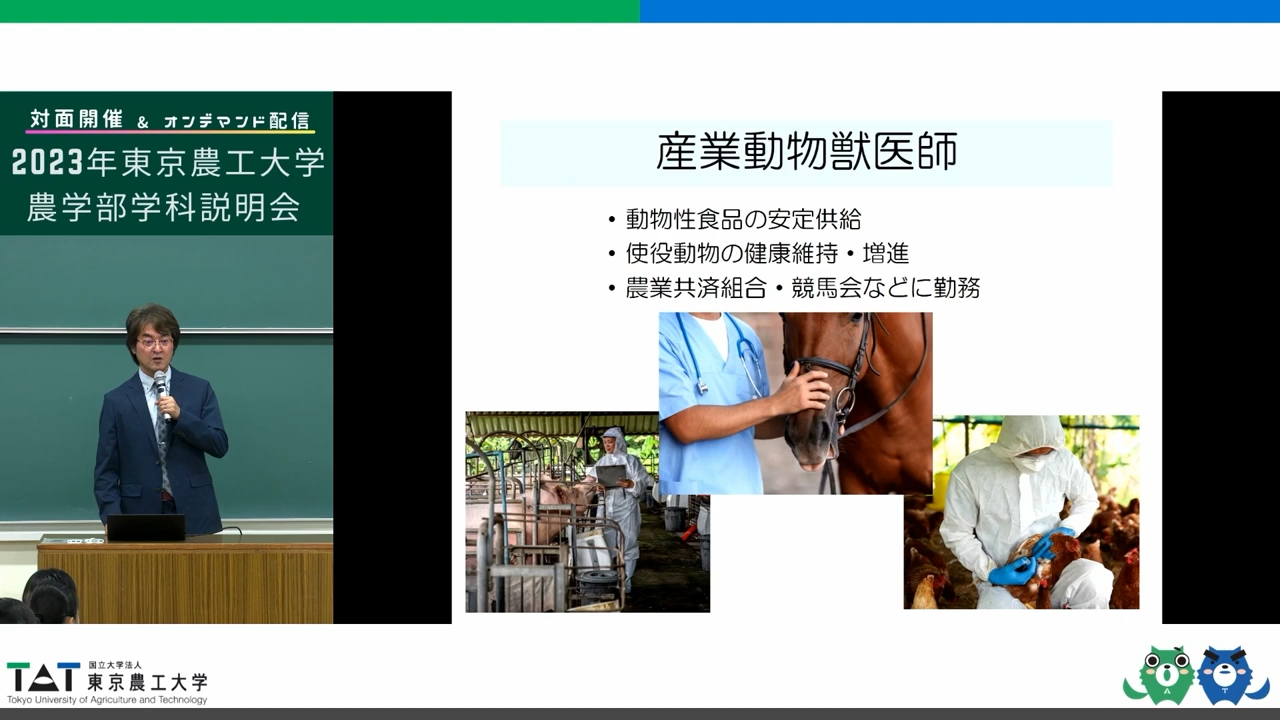 対面開催 & オンデマンド配信
2023年東京農工大学
農学部学科説明会
産業動物獣医師
• 動物性食品の安定供給
• 使役動物の健康維持・増進
• 農業共済組合・競馬会などに勤務
TAT
国立大学法人
東京農工大学
Tokyo University of Agriculture and Technology
A
T